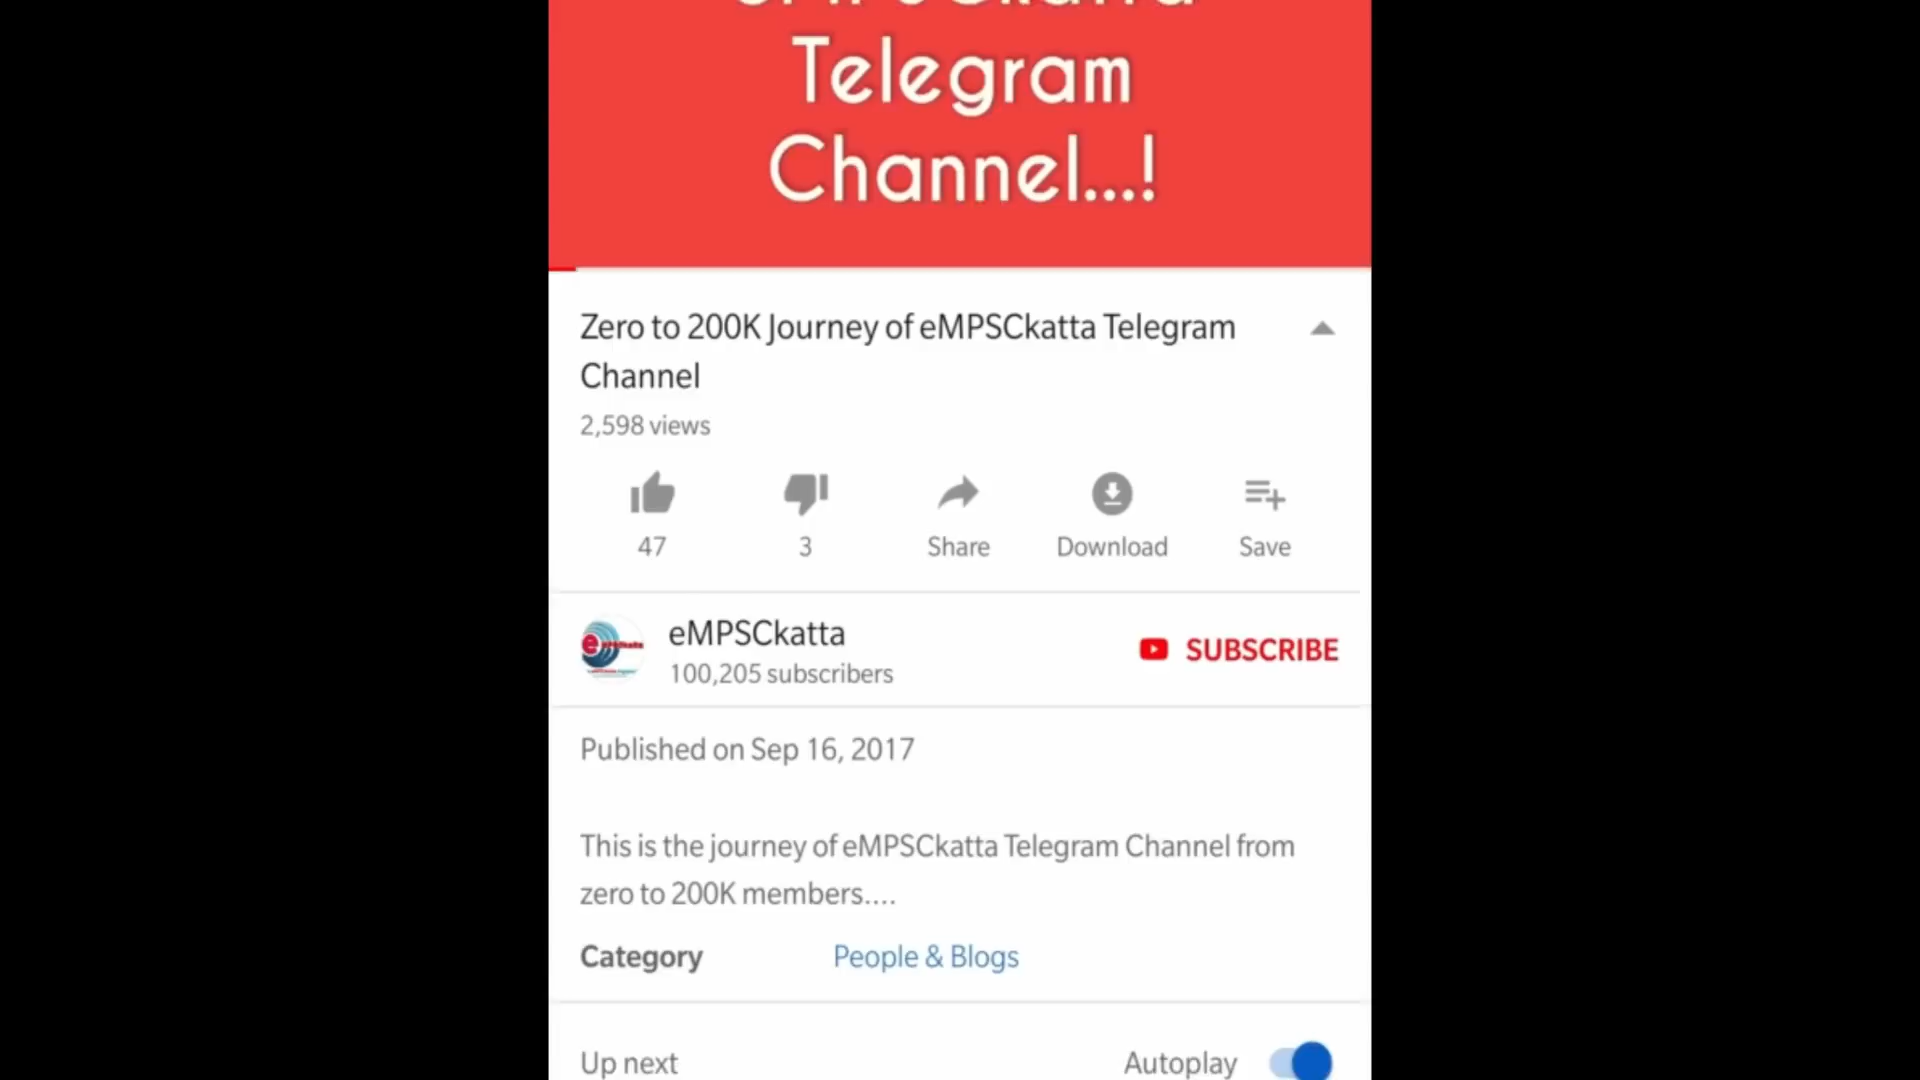 Telegram
Channel...!
Zero to 200K Journey of eMPSCkatta Telegram
Channel
2,598 views
47
3
Share
Download
Save
eMPSCkatta
100,205 subscribers
SUBSCRIBE
Published on Sep 16, 2017
This is the journey of eMPSCkatta Telegram Channel from
zero to 200K members....
Category
People & Blogs
Up next
Autoplay